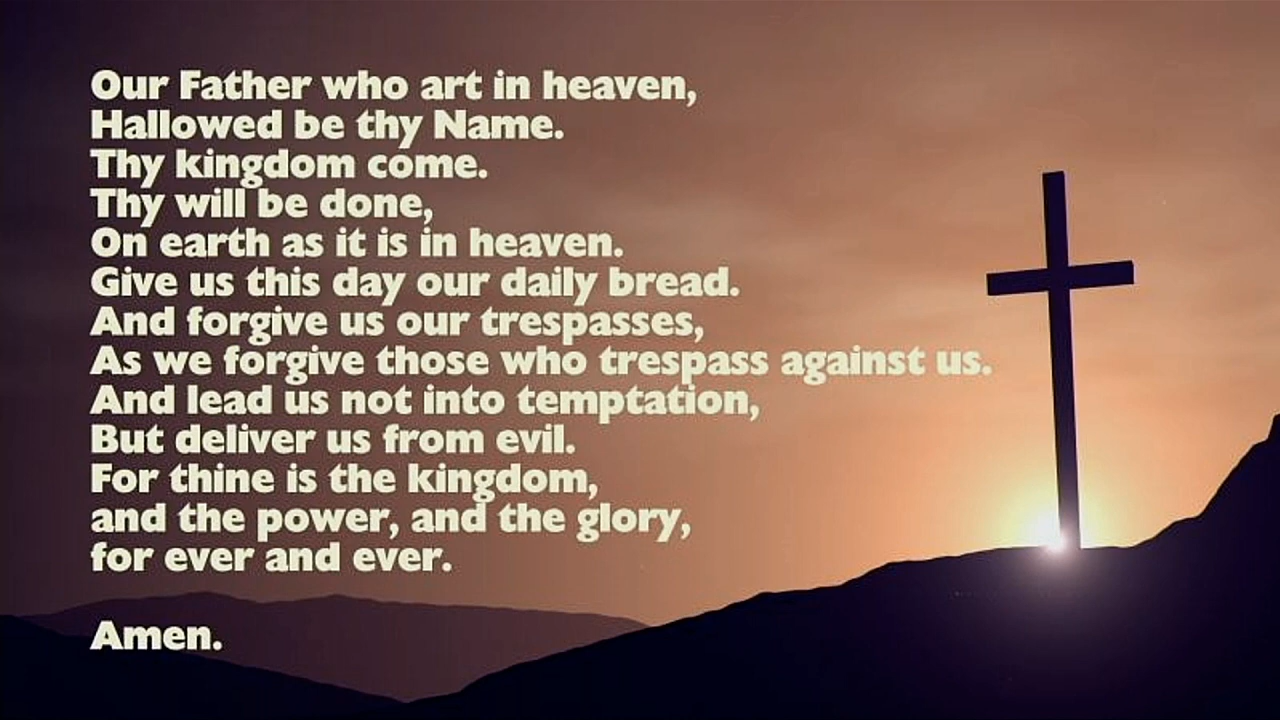 Our Father who art in heaven,
Hallowed be thy Name.
Thy kingdom come.
Thy will be done,
On earth as it is in heaven.
Give us this day our daily bread.
And forgive us our trespasses,
As we forgive those who trespass against us.
And lead us not into temptation,
But deliver us from evil.
For thine is the kingdom,
and the power, and the glory,
for ever and ever.
Amen.